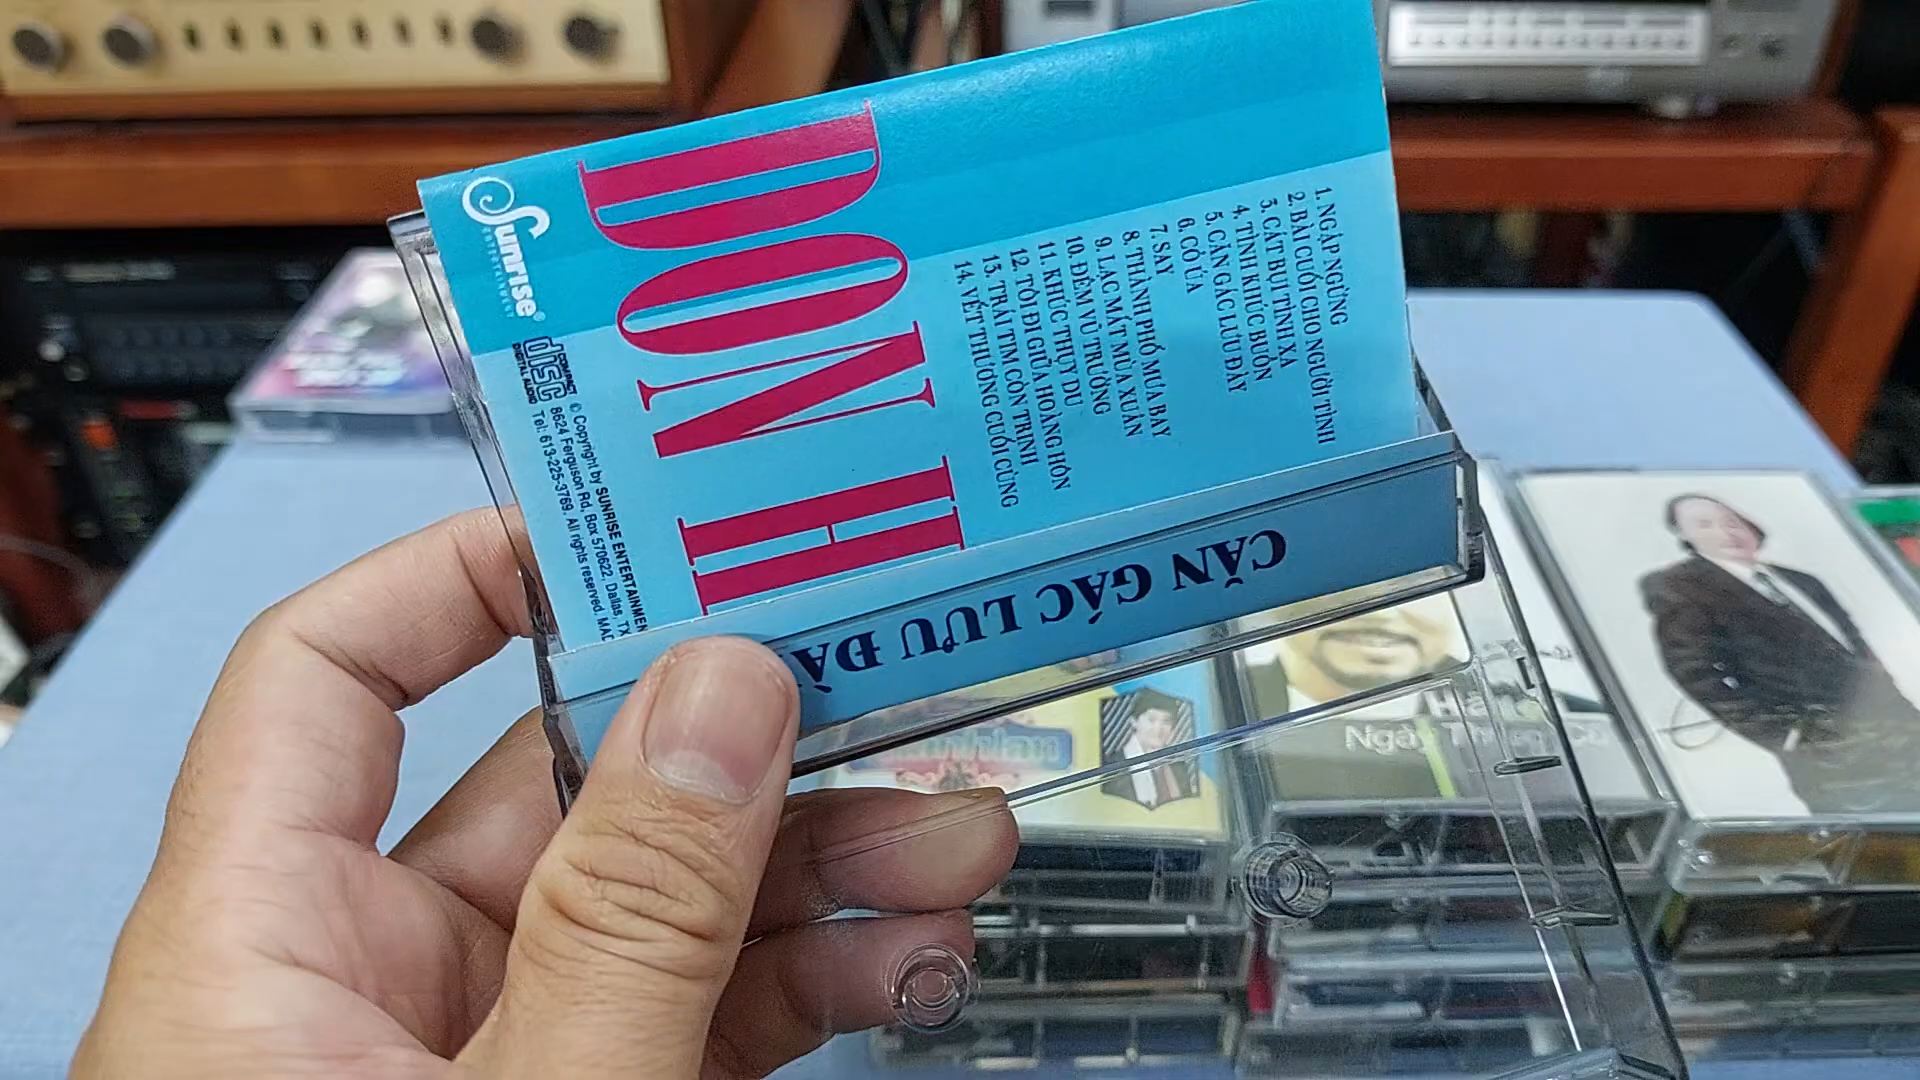 Sunrise®
ENTERTAINMENT
DON H
1. NGẬP NGỪNG
2. BÀI CUỐI CHO NGƯỜI TÌNH
3. CÁT BỤI TÌNH XA
4. TÌNH KHÚC BUỒN
5. CĂN GÁC LƯU ĐÀY
6. CỎ ÚA
7. SAY
8. THÀNH PHỐ MƯA BAY
9. LẠC MẤT MÙA XUÂN
10. ĐÊM VŨ TRƯỜNG
11. KHÚC THỤY DU
12. TÔI ĐI GIỮA HOÀNG HÔN
13. TRÁI TIM CÒN TRINH
14. VẾT THƯƠNG CUỐI CÙNG
COMPACT
disc
DIGITAL AUDIO
© Copyright by SUNRISE ENTERTAINMEN
8624 Ferguson Rd, Box 570622, Dallas, TX
Tel: 613-225-3769. All rights reserved. MAD
CĂN GÁC LƯU ĐÀ
Ngày